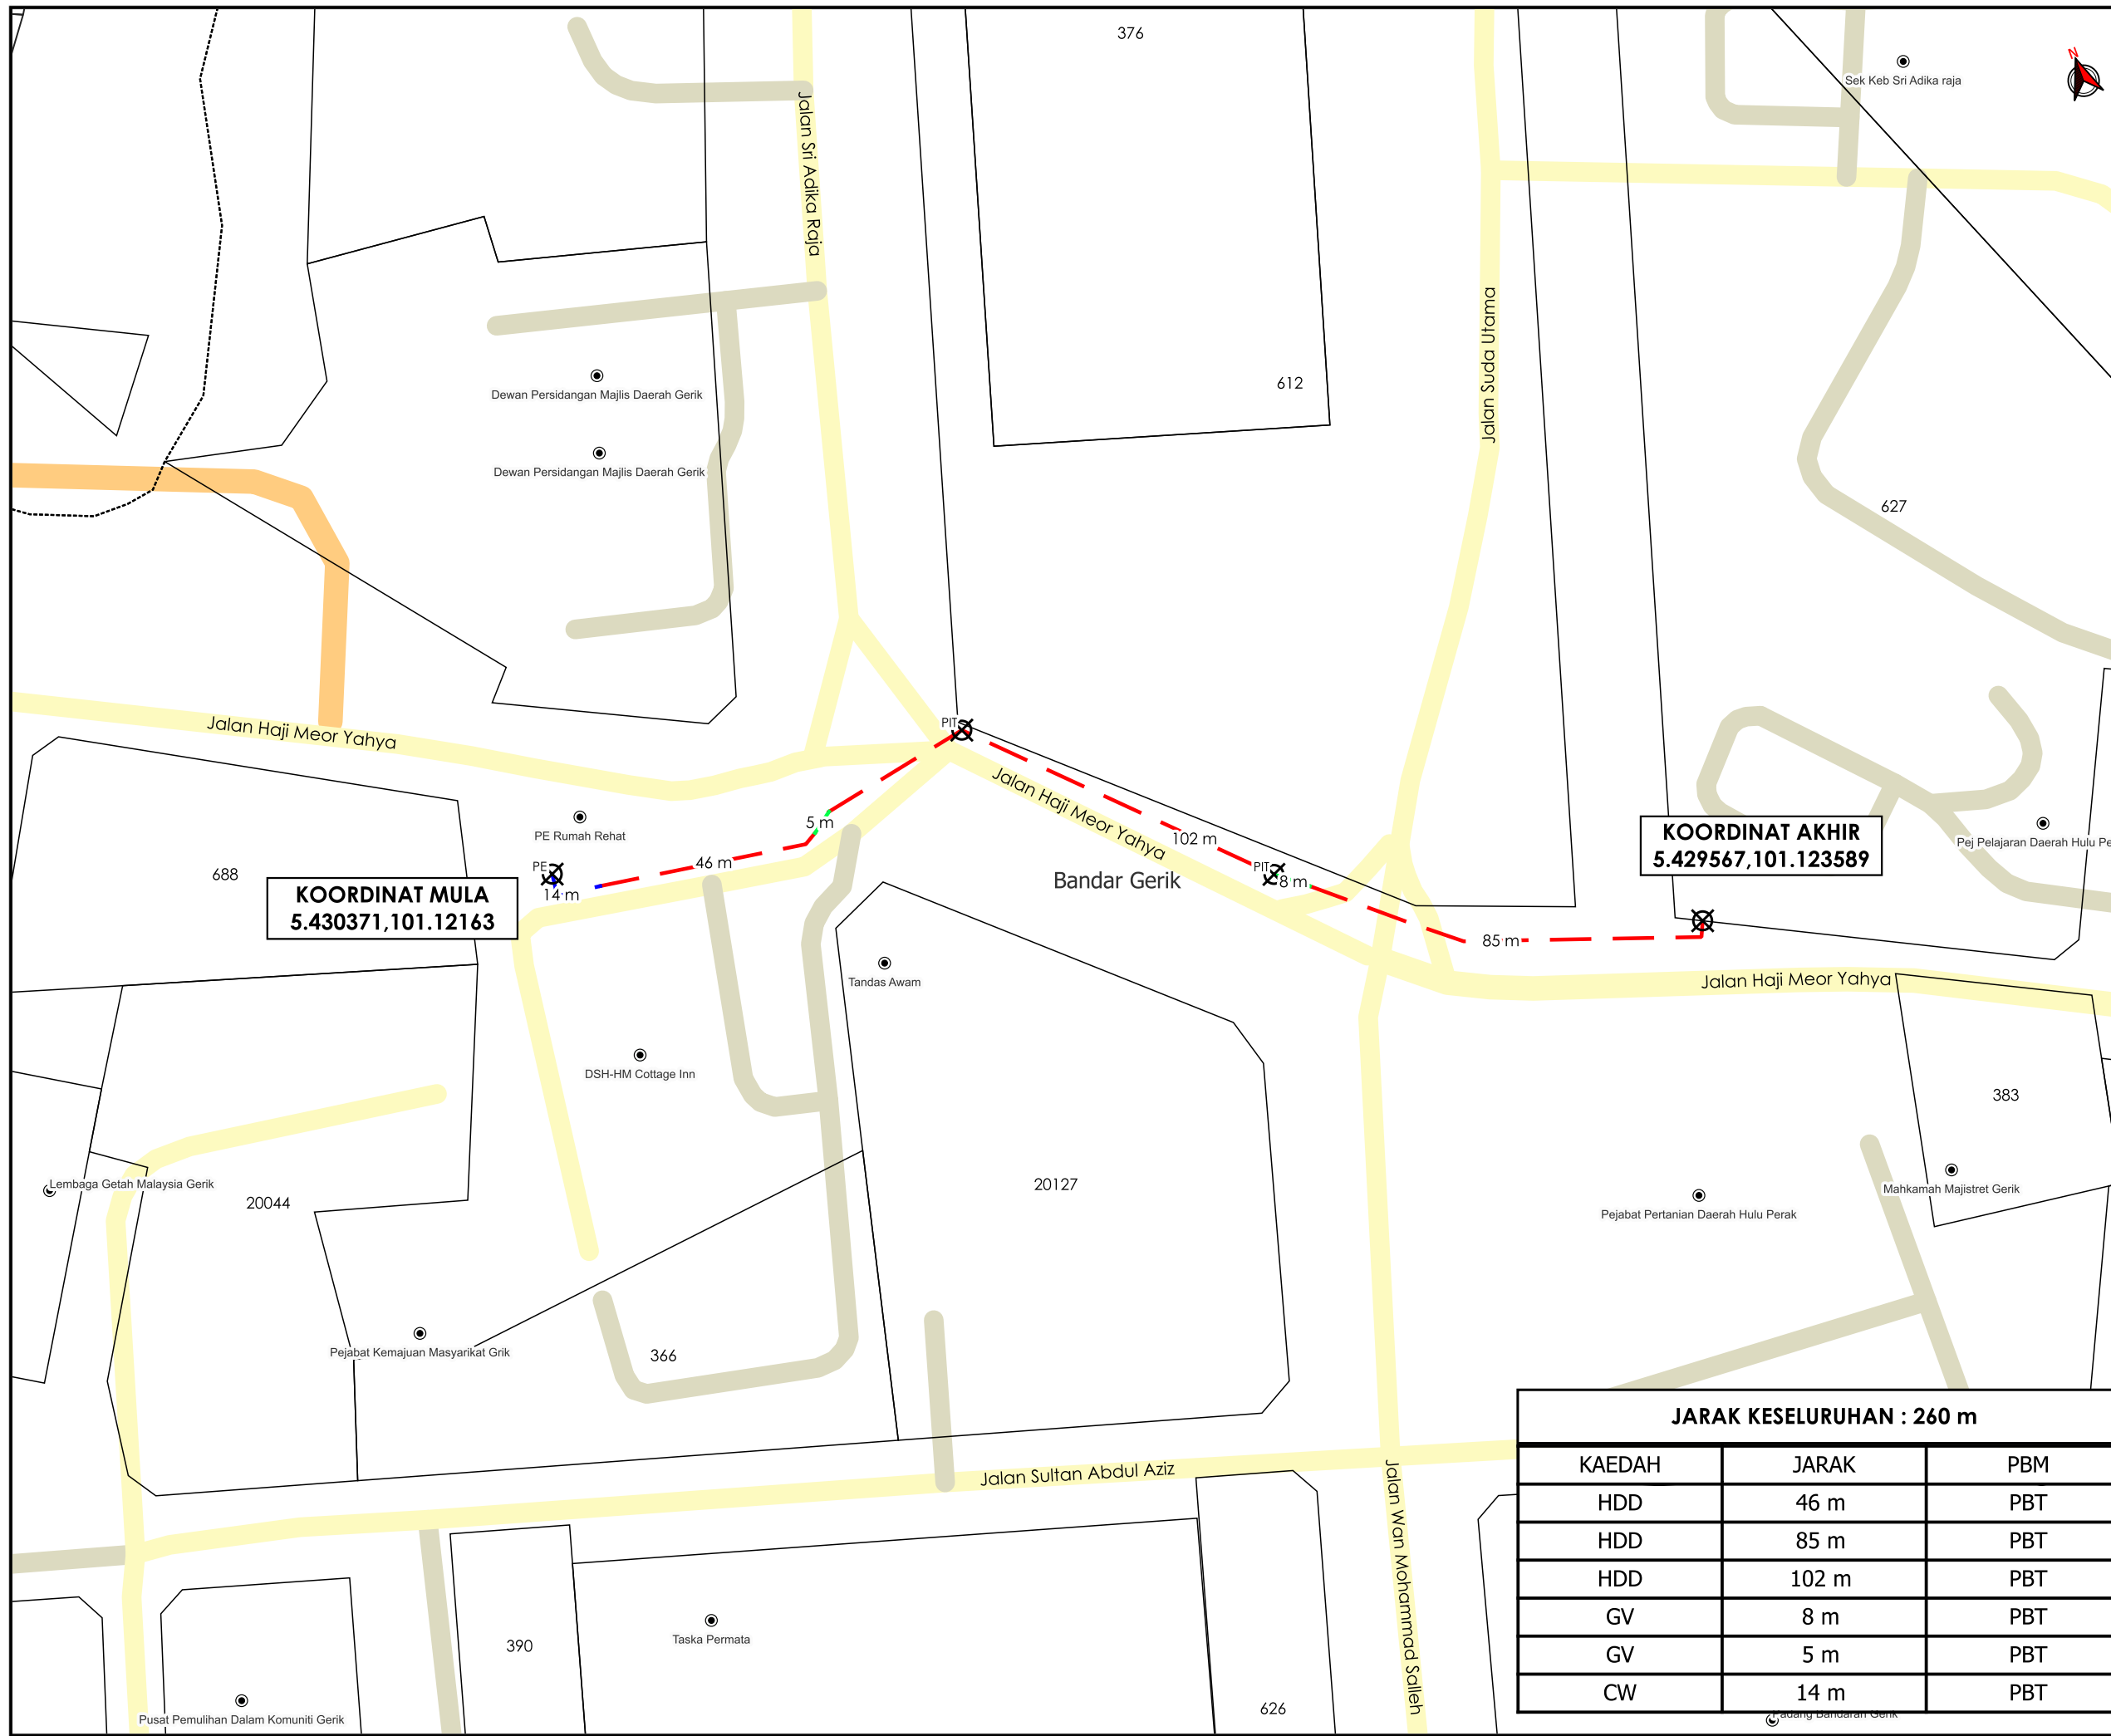 376
N
Sek Keb Sri Adika raja
Jalan Sri Adika Raja
Jalan Suda Utama
Dewan Persidangan Majlis Daerah Gerik
612
Dewan Persidangan Majlis Daerah Gerik
627
Jalan Haji Meor Yahya
PIT
Jalan Haji Meor Yahya
5 m
102 m
PE Rumah Rehat
46 m
PE
14 m
688
KOORDINAT MULA
5.430371,101.12163
PIT
8 m
Bandar Gerik
KOORDINAT AKHIR
5.429567,101.123589
Pej Pelajaran Daerah Hulu Pe
85 m
Jalan Haji Meor Yahya
Tandas Awam
DSH-HM Cottage Inn
383
Lembaga Getah Malaysia Gerik
20044
20127
Mahkamah Majistret Gerik
Pejabat Pertanian Daerah Hulu Perak
Pejabat Kemajuan Masyarikat Grik
366
Jalan Sultan Abdul Aziz
Jalan Wan Mohammad Salleh
JARAK KESELURUHAN : 260 m
KAEDAH JARAK PBM
HDD 46 m PBT
HDD 85 m PBT
HDD 102 m PBT
GV 8 m PBT
GV 5 m PBT
CW 14 m PBT
390
Taska Permata
626
Pusat Pemulihan Dalam Komuniti Gerik
Padang Bandaran Gerik